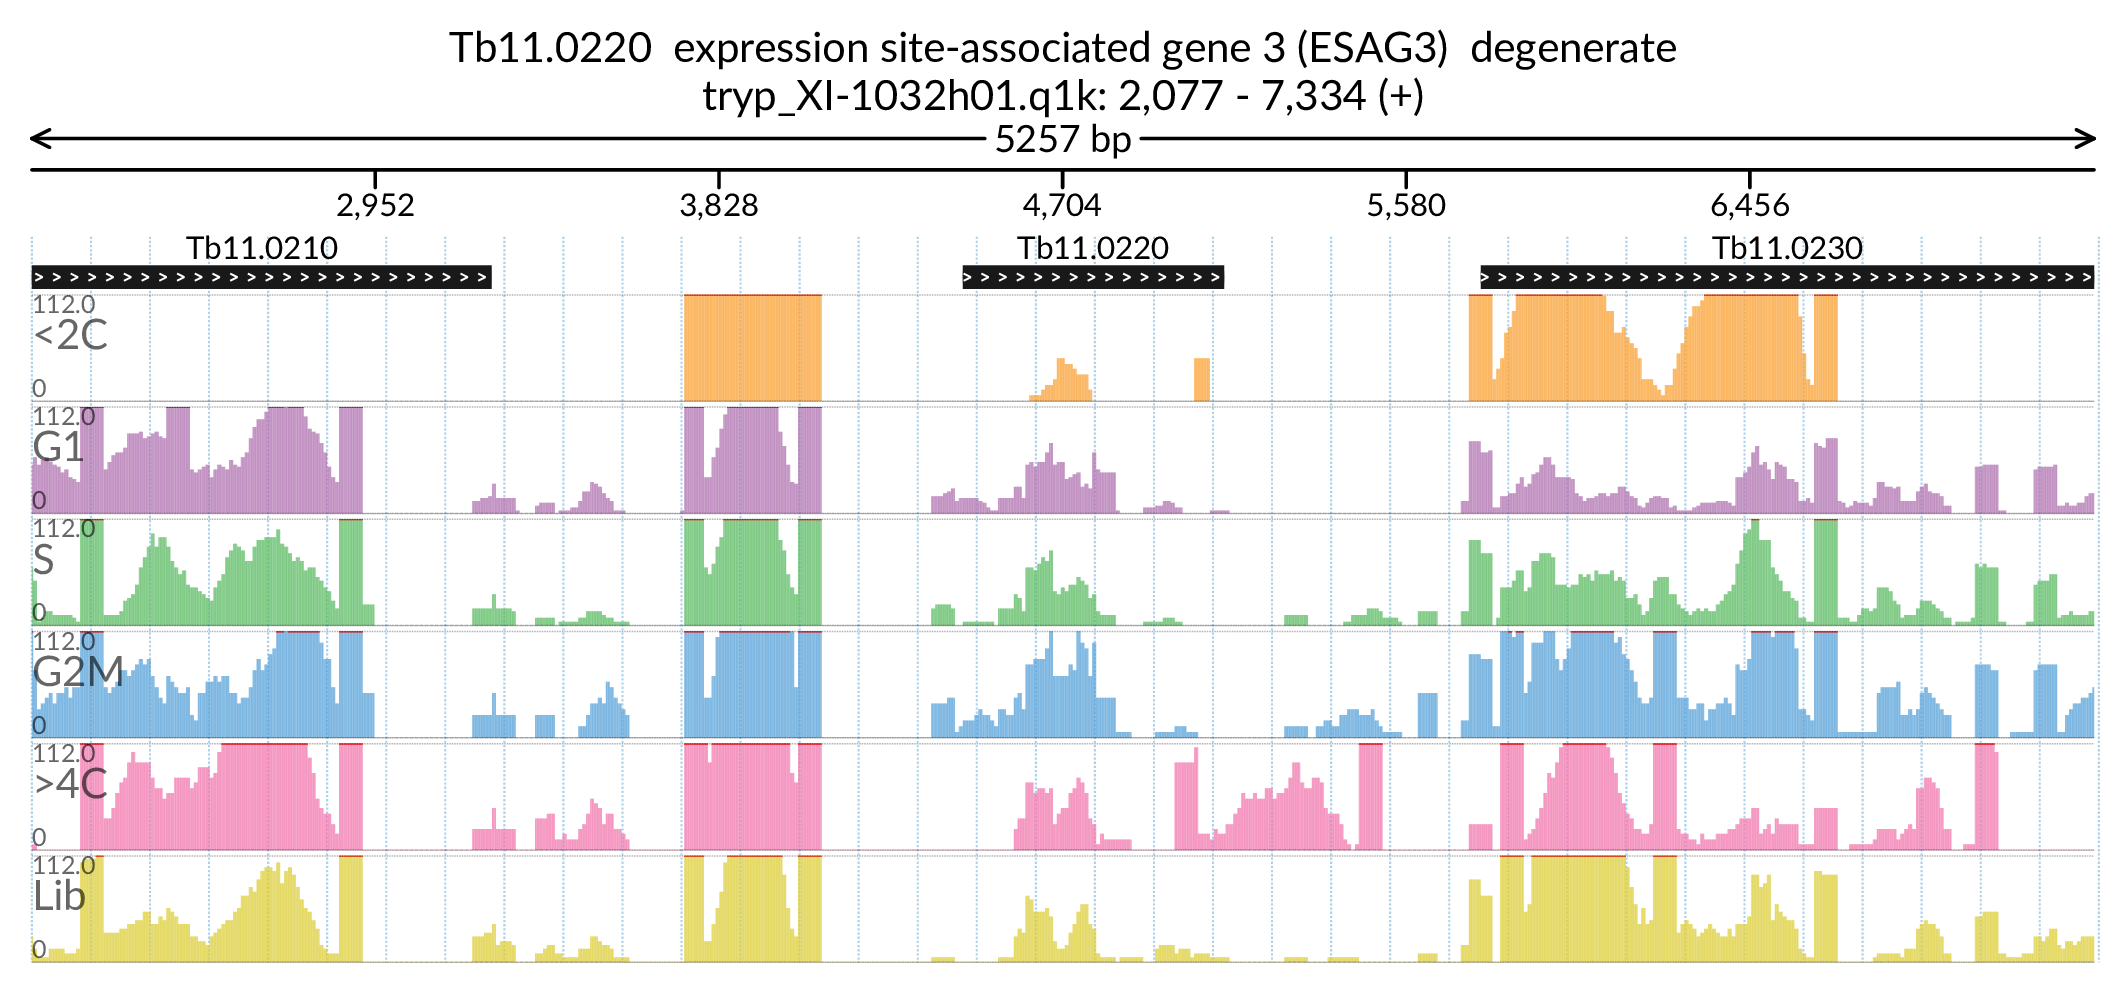 Tb11.0220 expression site-associated gene 3 (ESAG3) degenerate
tryp_XI-1032h01.q1k: 2,077 - 7,334 (+)
5257 bp
2,952 3,828 4,704 5,580 6,456
Tb11.0210 Tb11.0220 Tb11.0230
112.0
<2C
0
112.0
G1
0
112.0
S
0
112.0
G2M
0
112.0
>4C
0
112.0
Lib
0